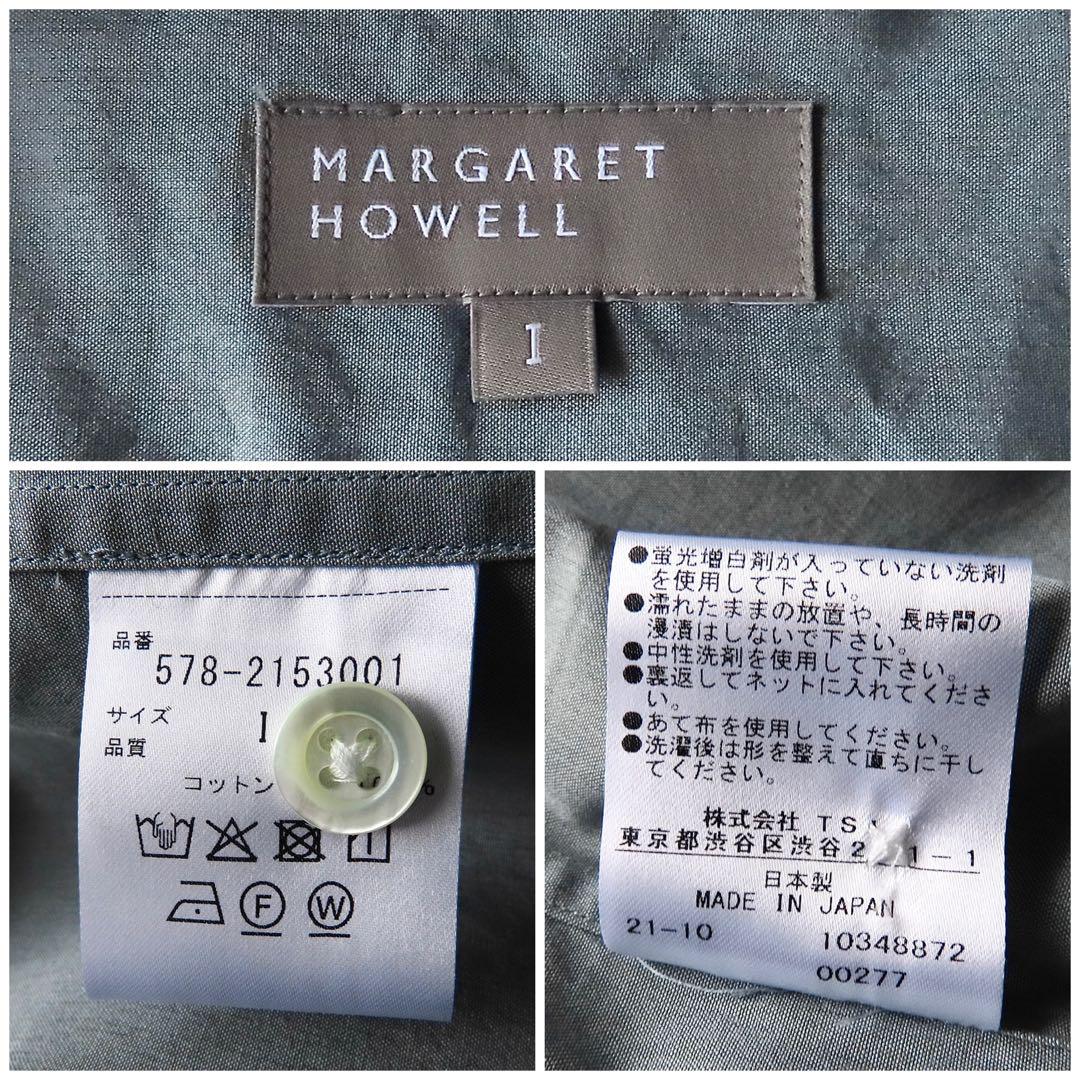 MARGARET
HOWELL
I
品番
578-2153001
サイズ I
品質
コットン %
F W
●蛍光増白剤が入っていない洗剤
を使用して下さい。
●濡れたままの放置や、長時間の
浸漬はしないで下さい。
●中性洗剤を使用して下さい。
●裏返してネットに入れてくださ
い。
●あて布を使用してください。
●洗濯後は形を整えて直ちに干し
てください。
株式会社 TS
東京都渋谷区渋谷2 1-1
日本製
MADE IN JAPAN
21-10 10348872
00277